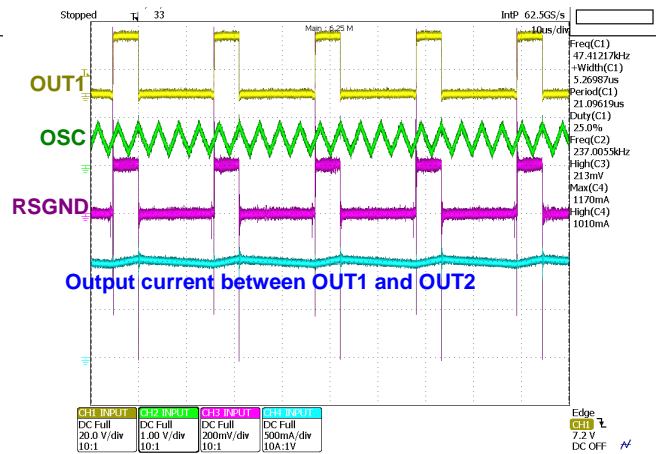 Stopped 33 IntP 62.5GS/s
Main : 6.25 M 10us/div
Freq(C1)
47.41217kHz
+Width(C1)
5.26987us
Period(C1)
21.09619us
Duty(C1)
25.0%
Freq(C2)
237.0055kHz
High(C3)
213mV
Max(C4)
1170mA
High(C4)
1010mA
OUT1
OSC
RSGND
Output current between OUT1 and OUT2
CH1 INPUT CH2 INPUT CH3 INPUT CH4 INPUT
DC Full DC Full DC Full DC Full
20.0 V/div 1.00 V/div 200mV/div 500mA/div
10:1 10:1 10:1 10A:1V
Edge
CH1
7.2 V
DC OFF